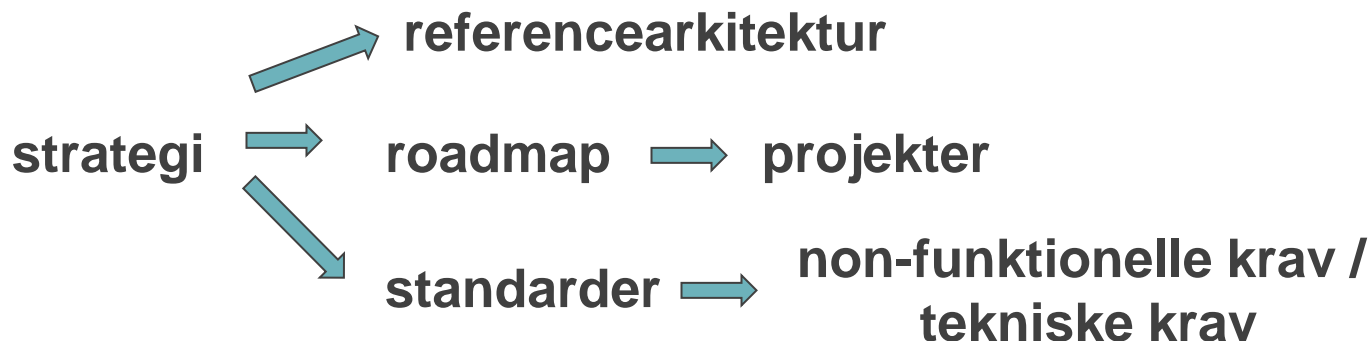 referencearkitektur
strategi roadmap projekter
standarder non-funktionelle krav /
tekniske krav